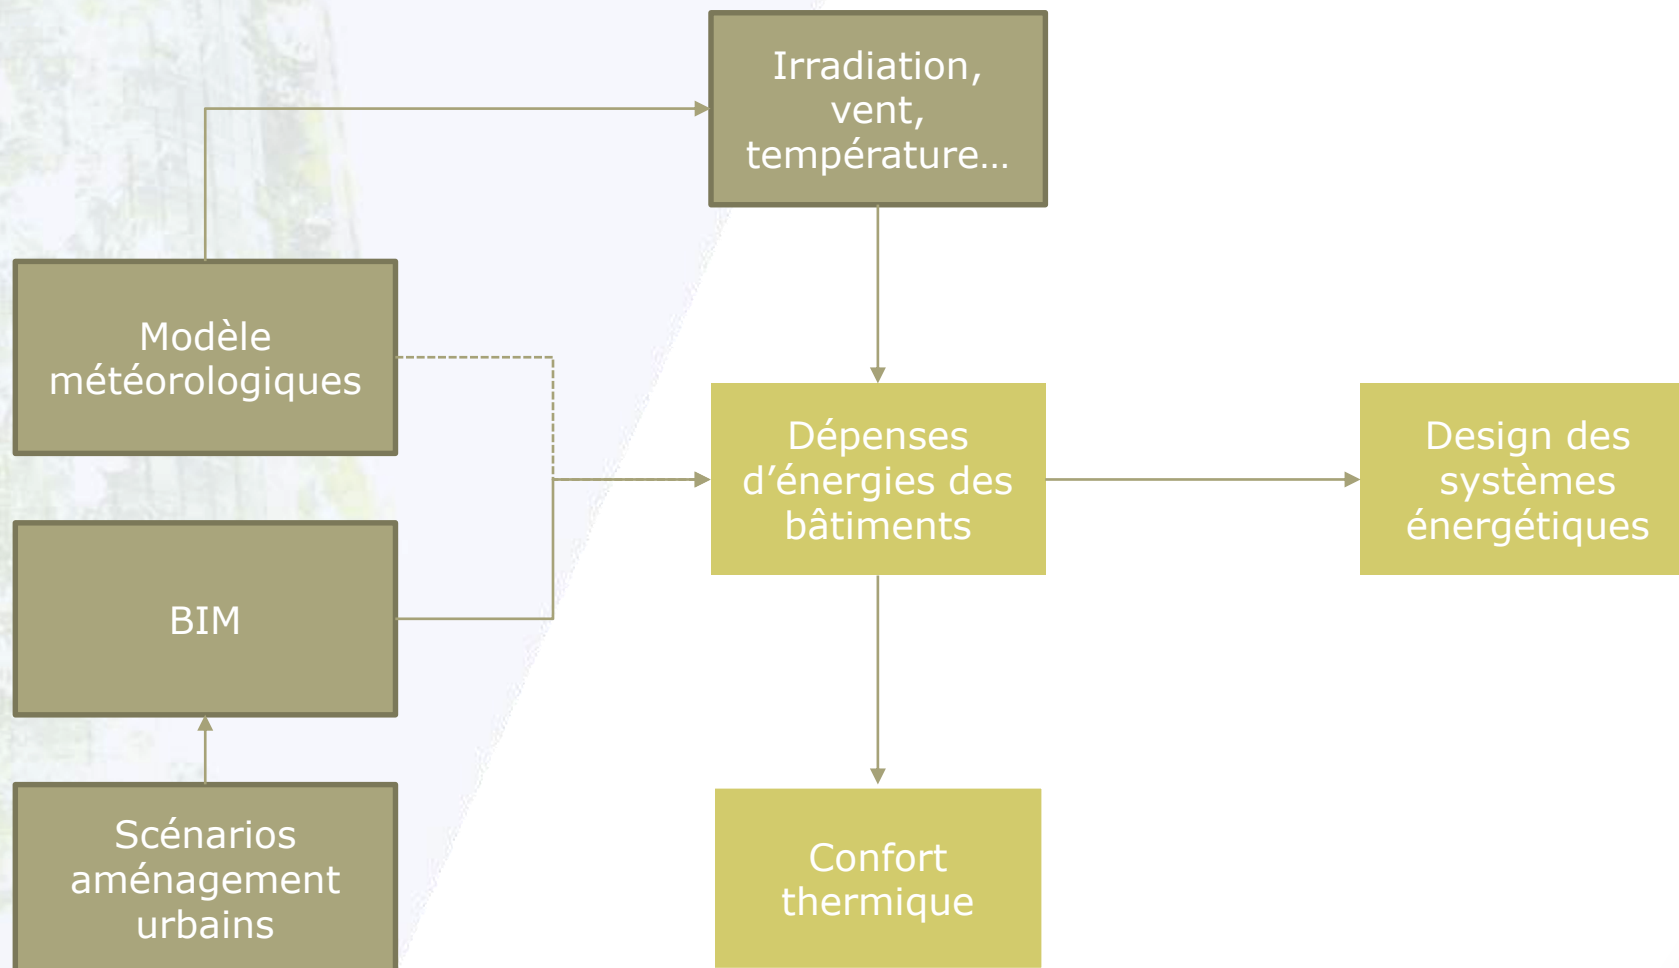 Irradiation,
vent,
température…
Modèle
météorologiques
Dépenses
d’énergies des
bâtiments
Design des
systèmes
énergétiques
BIM
Scénarios
aménagement
urbains
Confort
thermique